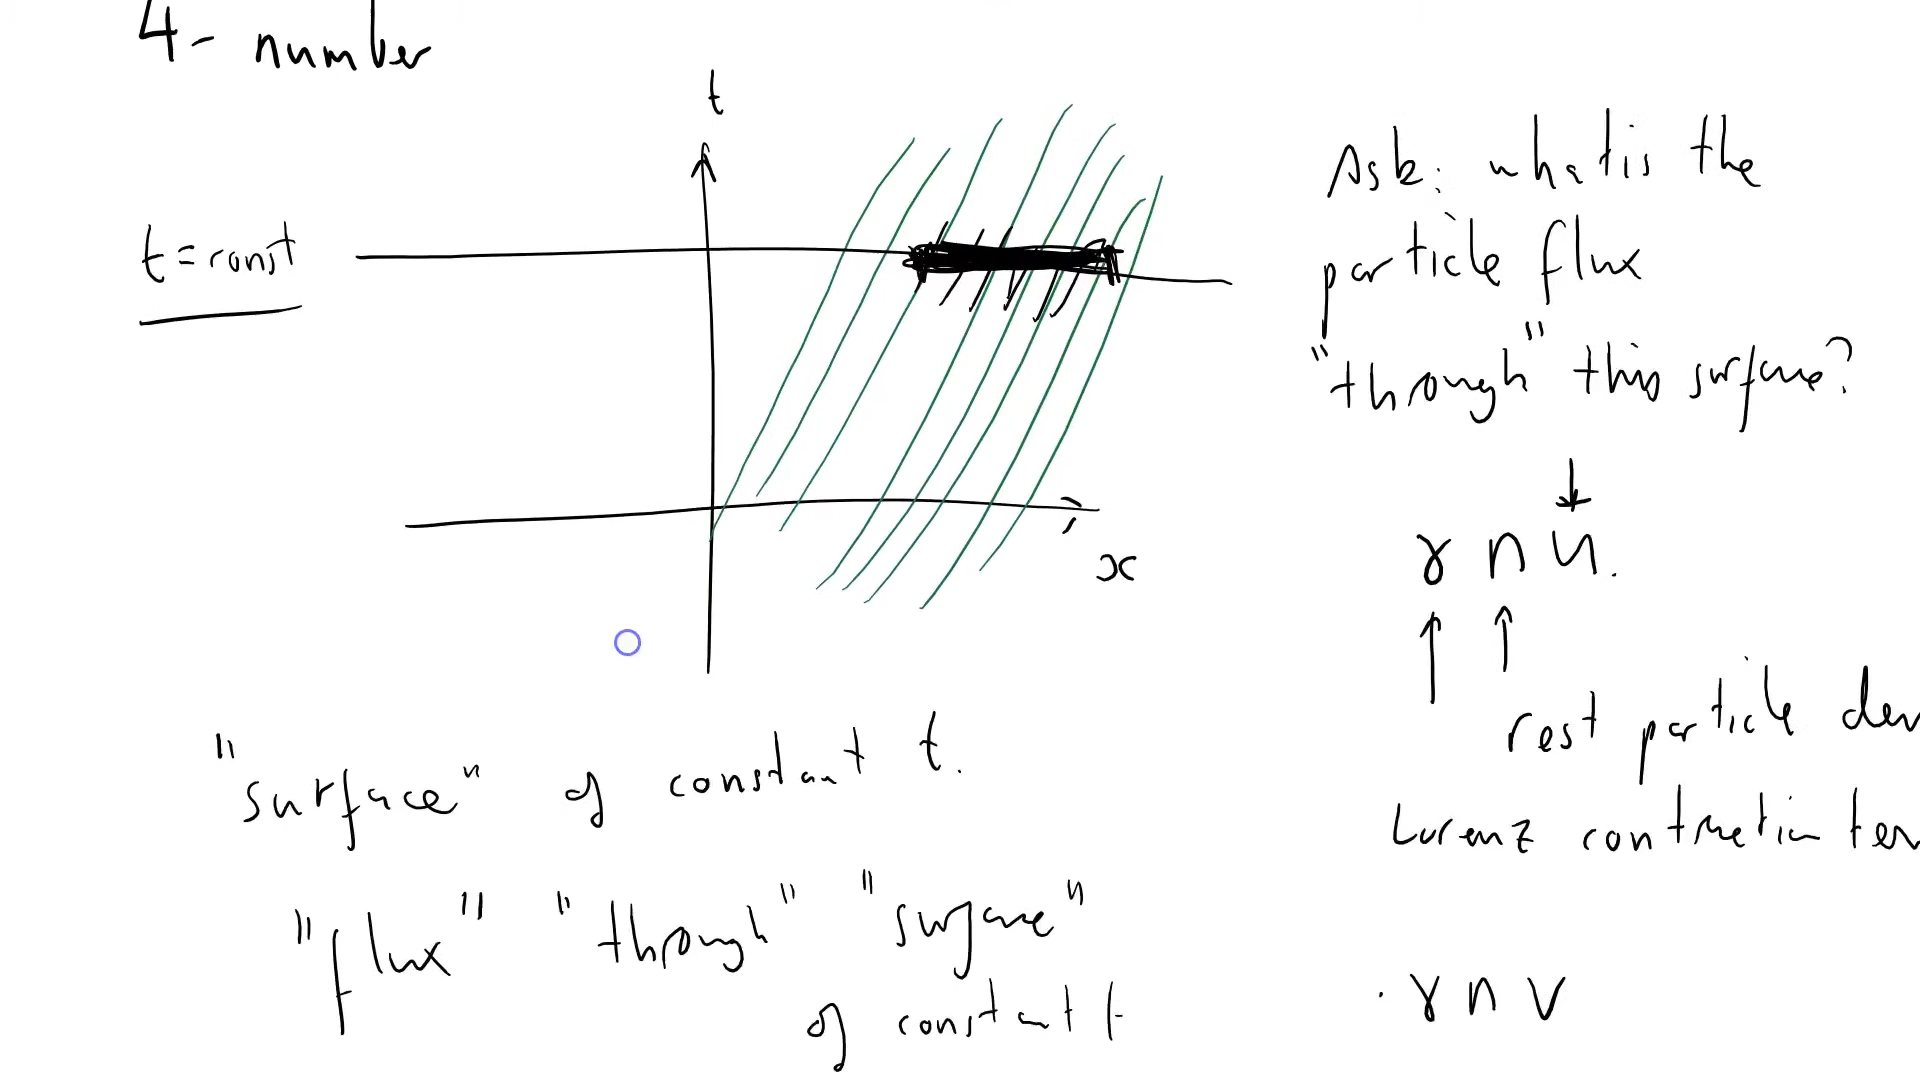 4- number
t
t = const
x
"surface" of constant t.
"flux" "through" "surface"
of constant t
Ask: what is the
particle flux
"through" this surface?
↓
γ n u.
↑ ↑
rest particle den
Lorenz contraction ter
· γ n v